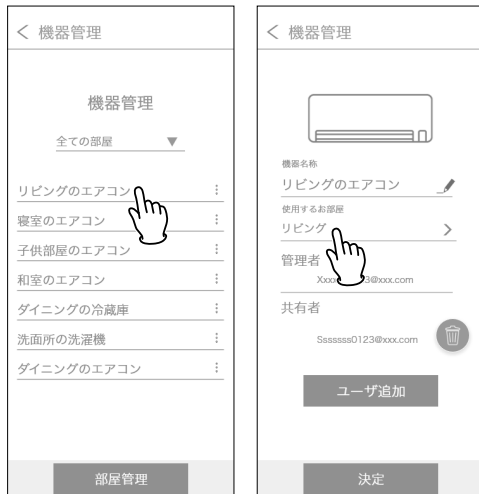 機器管理
機器管理
全ての部屋
リビングのエアコン
寝室のエアコン
子供部屋のエアコン
和室のエアコン
ダイニングの冷蔵庫
洗面所の洗濯機
ダイニングのエアコン
部屋管理
機器管理
機器名称
リビングのエアコン
使用するお部屋
リビング
管理者
3@xxx.com
共有者
Sssssss0123@xxx.com
ユーザ追加
決定